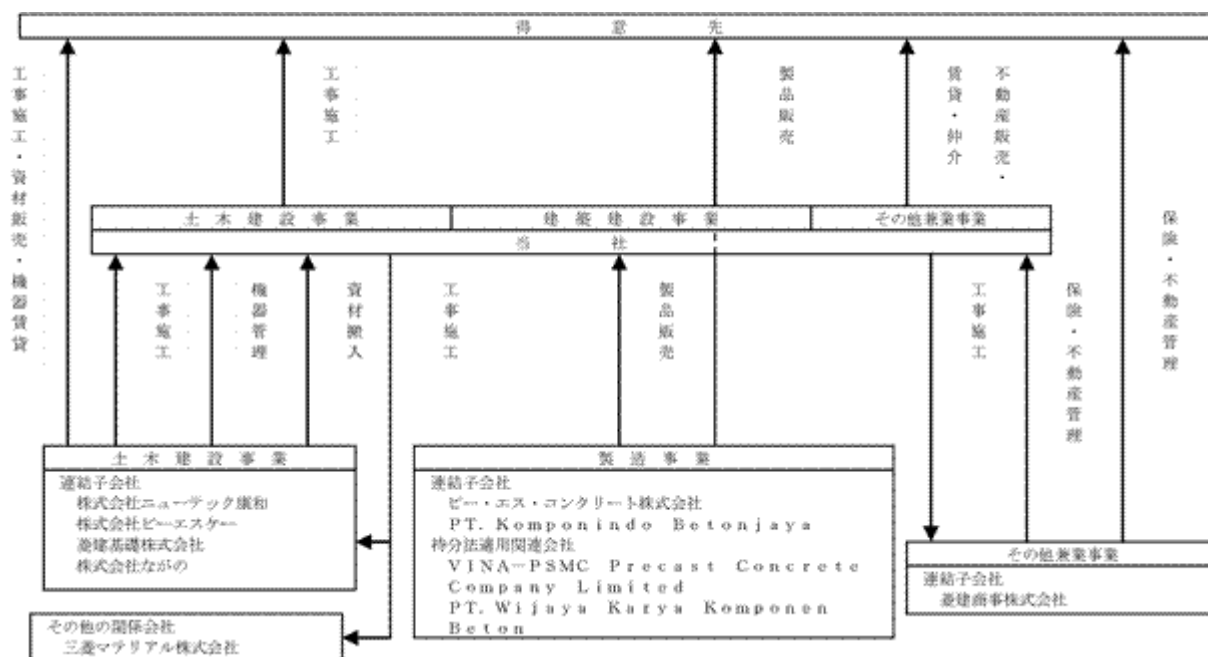 得意先
工事施工・資材販売・機器賃貸
工事施工
製品販売
不動産販売・
賃貸・仲介
保険・不動産管理
土木建設事業
建築建設事業
その他兼業事業
当社
工事施工
機器管理
資材搬入
工事施工
製品販売
工事施工
保険・不動産管理
土木建設事業
連結子会社
株式会社ニューテック康和
株式会社ピーエスケー
菱建基礎株式会社
株式会社ながの
その他の関係会社
三菱マテリアル株式会社
製造事業
連結子会社
ピー・エス・コンクリート株式会社
PT. Komponindo Betonjaya
持分法適用関連会社
VINA-PSMC Precast Concrete
Company Limited
PT. Wijaya Karya Komponen
Beton
その他兼業事業
連結子会社
菱建商事株式会社